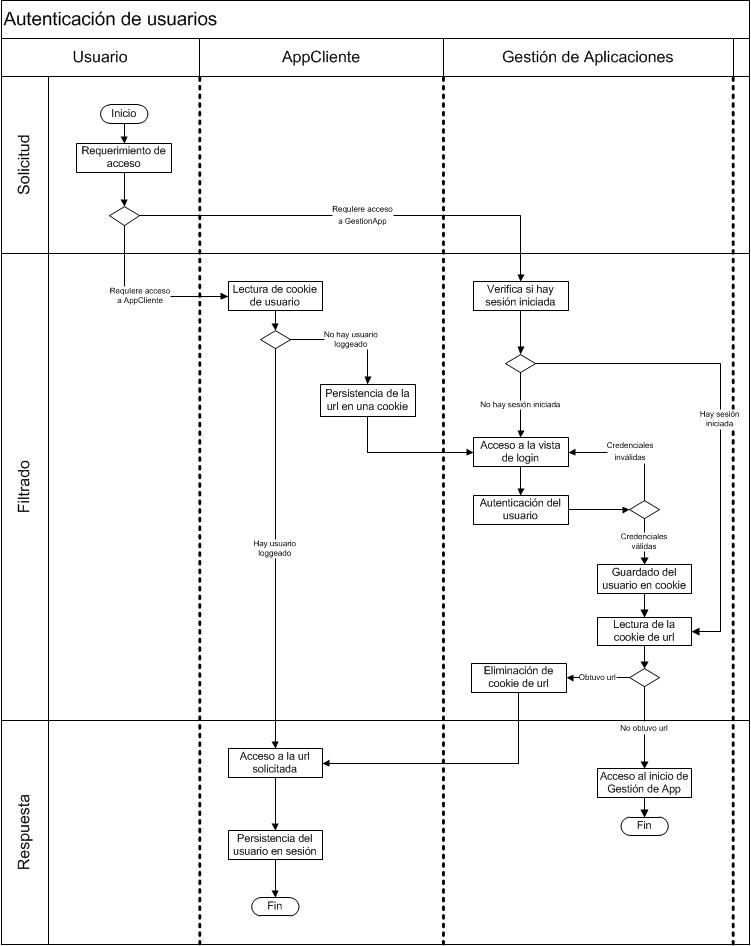 Autenticación de usuarios
Usuario
AppCliente
Gestión de Aplicaciones
Solicitud
Inicio
Requerimiento de
acceso
Requiere acceso
a GestionApp
Filtrado
Requiere acceso
a AppCliente
Lectura de cookie
de usuario
Verifica si hay
sesión iniciada
No hay usuario
loggeado
Persistencia de la
url en una cookie
No hay sesión iniciada
Hay sesión
iniciada
Acceso a la vista
de login
Credenciales
inválidas
Autenticación del
usuario
Credenciales
válidas
Hay usuario
loggeado
Guardado del
usuario en cookie
Lectura de la
cookie de url
Eliminación de
cookie de url
Obtuvo url
No obtuvo url
Respuesta
Acceso a la url
solicitada
Acceso al inicio de
Gestión de App
Fin
Persistencia del
usuario en sesión
Fin